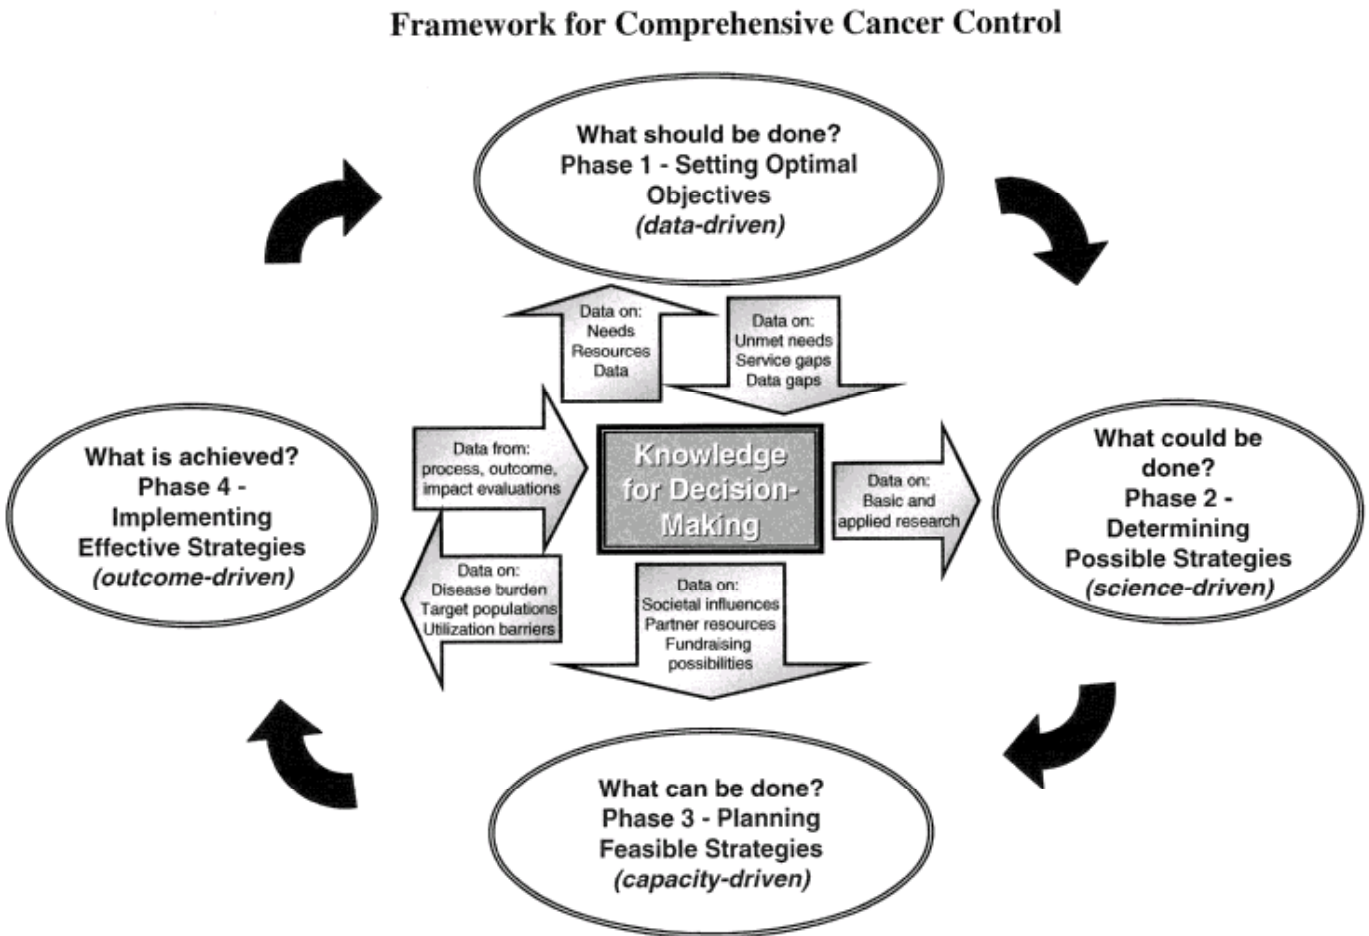 Framework for Comprehensive Cancer Control
What should be done?
Phase 1 - Setting Optimal
Objectives
(data-driven)
Data on:
Needs
Resources
Data
Data on:
Unmet needs
Service gaps
Data gaps
What is achieved?
Phase 4 -
Implementing
Effective Strategies
(outcome-driven)
Data from:
process, outcome,
impact evaluations
Knowledge
for Decision-
Making
Data on:
Basic and
applied research
What could be
done?
Phase 2 -
Determining
Possible Strategies
(science-driven)
Data on:
Disease burden
Target populations
Utilization barriers
Data on:
Societal influences
Partner resources
Fundraising
possibilities
What can be done?
Phase 3 - Planning
Feasible Strategies
(capacity-driven)